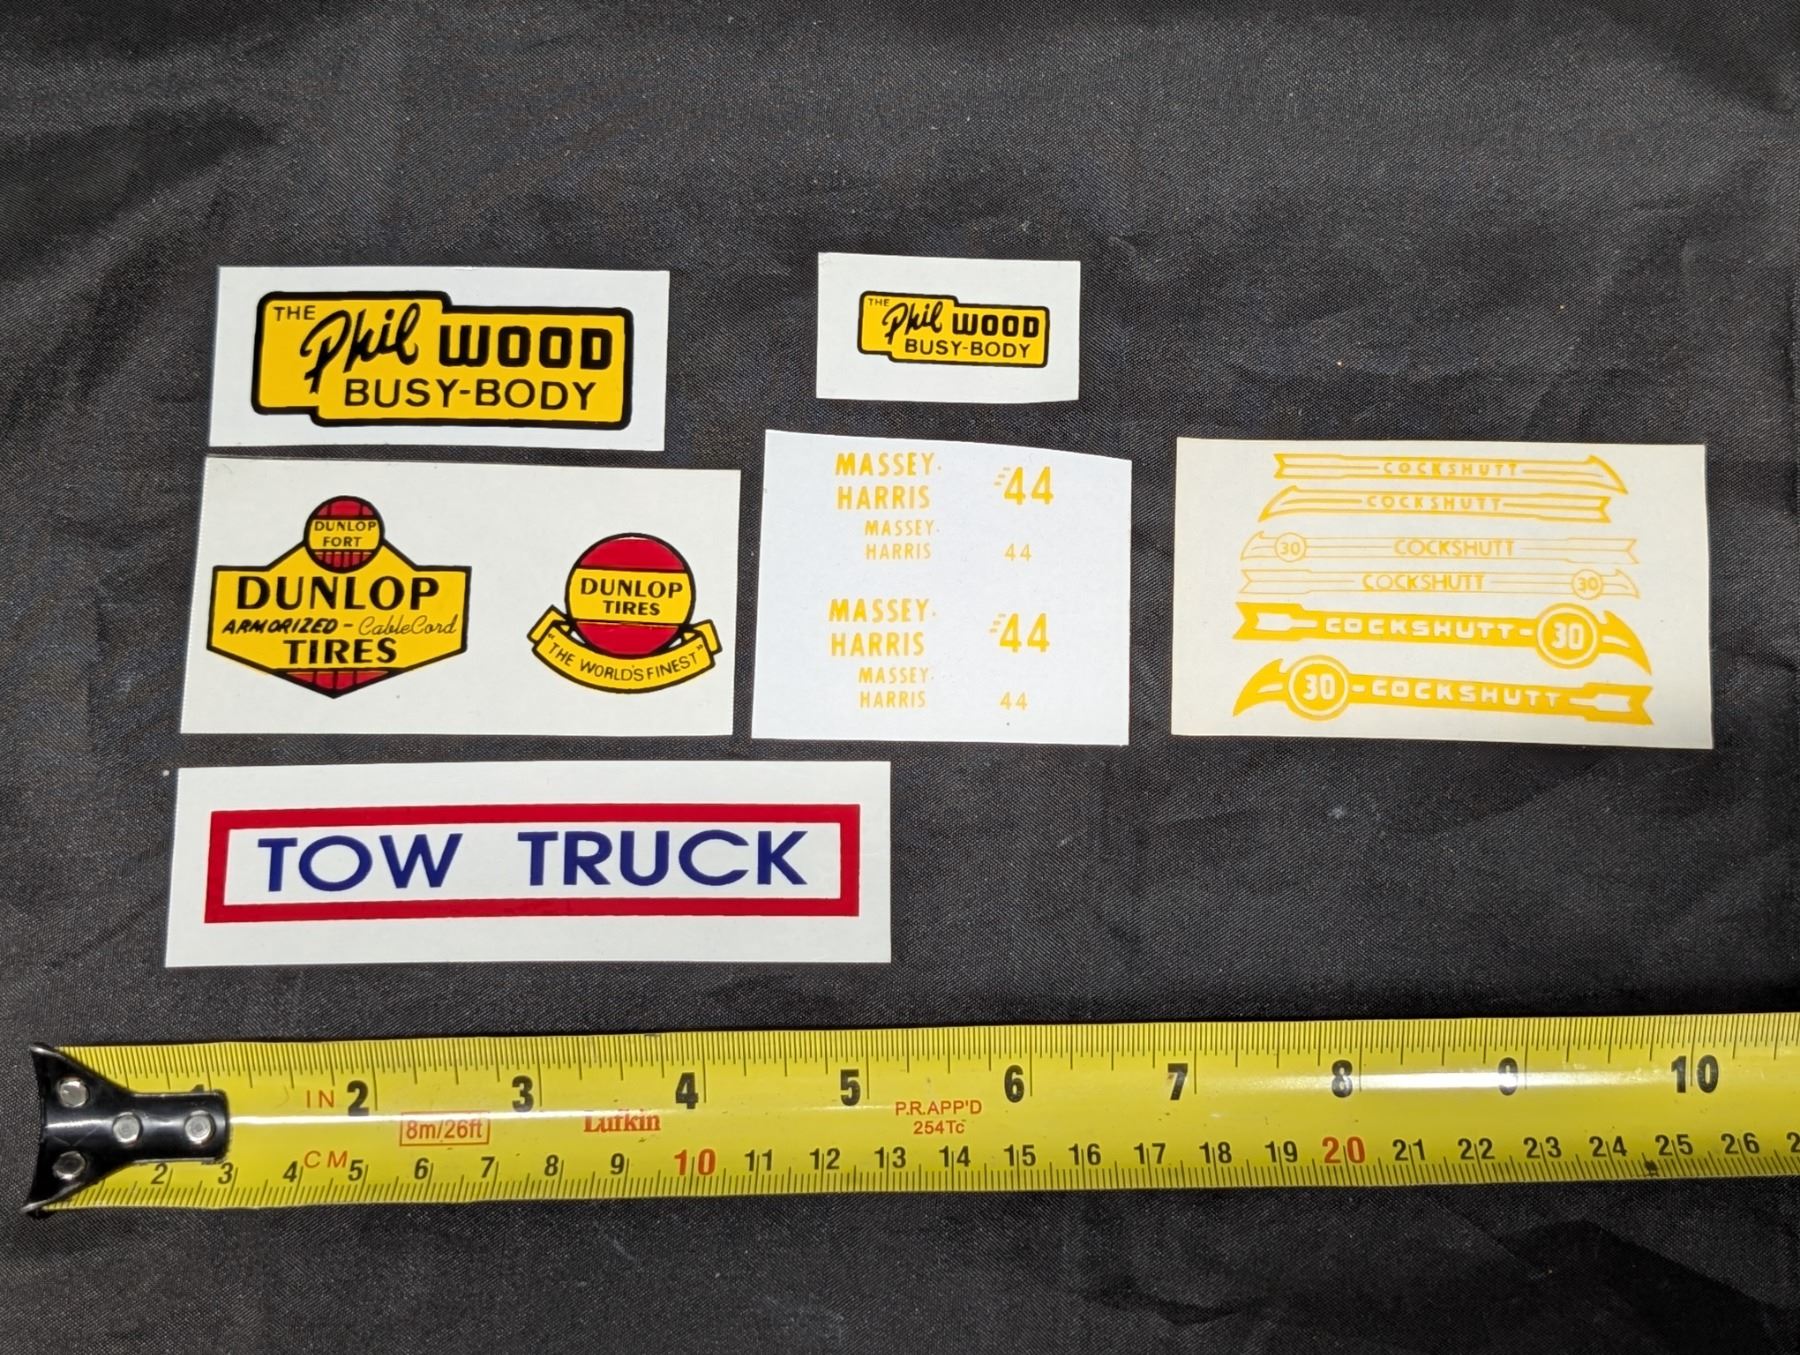 THE
Phil WOOD
BUSY-BODY
THE
Phil WOOD
BUSY-BODY
DUNLOP
FORT
DUNLOP
ARMORIZED - CableCord
TIRES
DUNLOP
TIRES
"THE WORLD'S FINEST"
MASSEY-
HARRIS
44
MASSEY-
HARRIS
44
MASSEY-
HARRIS
44
MASSEY-
HARRIS
44
COCKSHUTT
COCKSHUTT
30 COCKSHUTT
COCKSHUTT 30
COCKSHUTT-30
30-COCKSHUTT
TOW TRUCK
1 IN 2 3 4 5 6 7 8 9 10
8m/26ft Lufkin P.R.APP'D
254Tc
2 3 4 CM 5 6 7 8 9 10 11 12 13 14 15 16 17 18 19 20 21 22 23 24 25 26